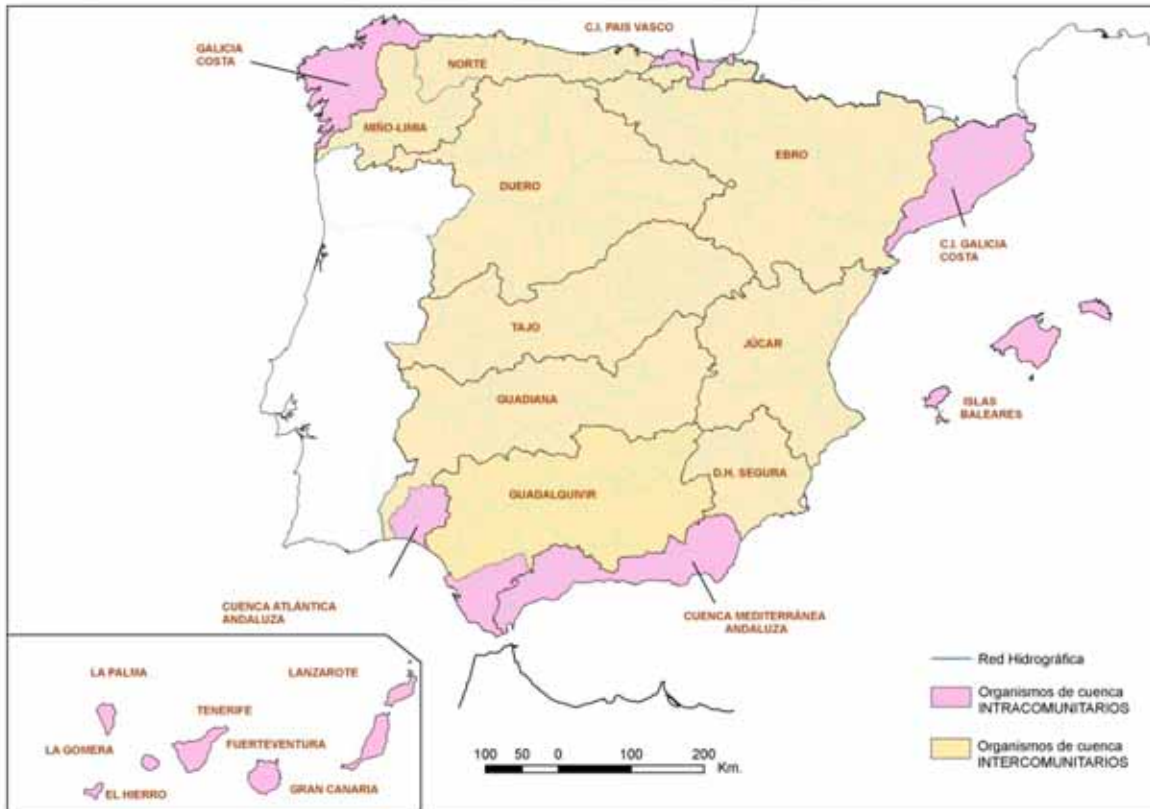 C.I. PAIS VASCO
GALICIA
COSTA
NORTE
MIÑO-LIMIA
EBRO
DUERO
C.I. GALICIA
COSTA
TAJO
JÚCAR
GUADIANA
ISLAS
BALEARES
D.H. SEGURA
GUADALQUIVIR
CUENCA ATLÁNTICA
ANDALUZA
CUENCA MEDITERRÁNEA
ANDALUZA
LA PALMA
LANZAROTE
TENERIFE
LA GOMERA
FUERTEVENTURA
EL HIERRO
GRAN CANARIA
100 50 0 100 200
Km.
Red Hidrográfica
Organismos de cuenca
INTRACOMUNITARIOS
Organismos de cuenca
INTERCOMUNITARIOS